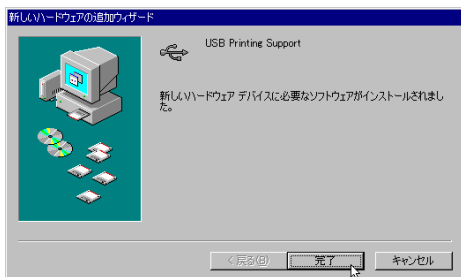 新しいハードウェアの追加ウィザード
USB Printing Support
新しいハードウェア デバイスに必要なソフトウェアがインストールされまし
た。
< 戻る(B)
完了
キャンセル